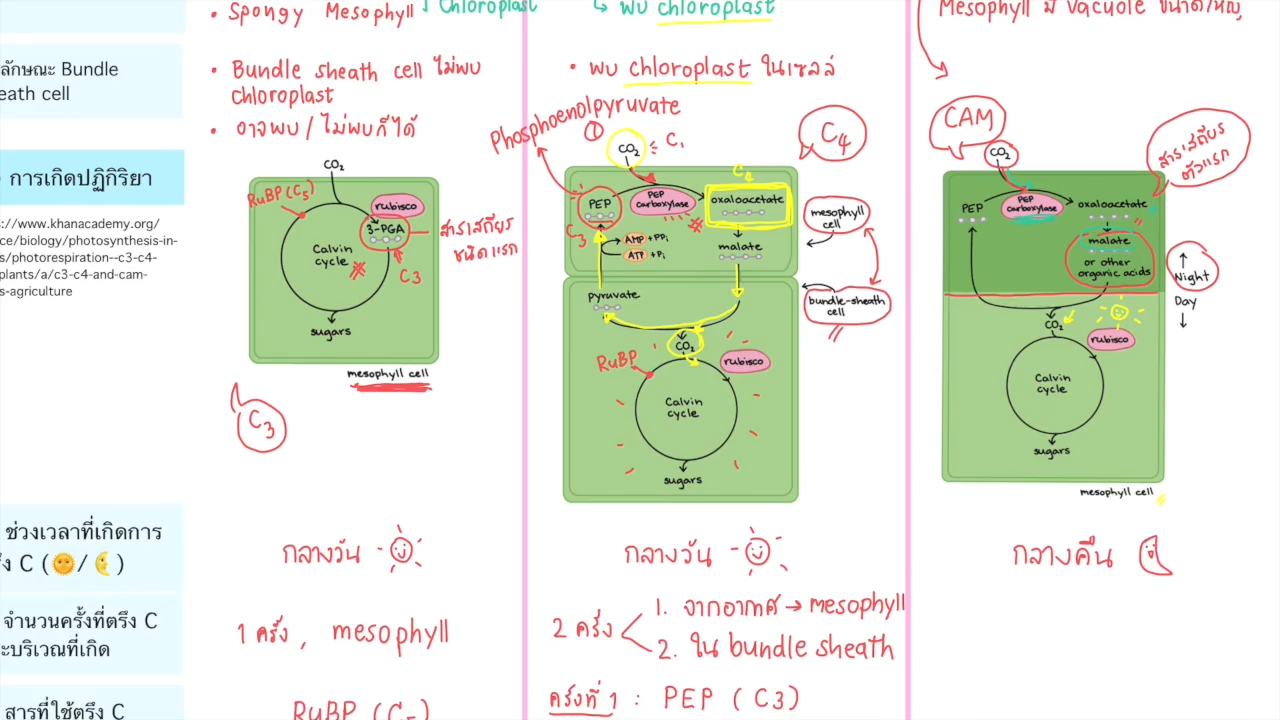 • Spongy Mesophyll
Chloroplast
↳ พบ chloroplast
Mesophyll มี vacuole ขนาดใหญ่
ลักษณะ Bundle
eath cell
• Bundle sheath cell ไม่พบ
chloroplast
• อาจพบ / ไม่พบก็ได้
• พบ chloroplast ในเซลล์
การเกิดปฏิกิริยา
s://www.khanacademy.org/
ce/biology/photosynthesis-in-
s/photorespiration--c3-c4-
plants/a/c3-c4-and-cam-
s-agriculture
CO₂
RuBP (C₅)
rubisco
3-PGA
สารเสถียร
ชนิดแรก
C3
Calvin
cycle
sugars
mesophyll cell
C₃
Phosphoenolpyruvate
①
CO₂
C₁
C₄
C₄
PEP
PEP
carboxylase
oxaloacetate
C₃
AMP +PPi
ATP +Pi
malate
mesophyll
cell
pyruvate
bundle-sheath
cell
CO₂
RuBP
rubisco
Calvin
cycle
sugars
CAM
CO₂
สารเสถียร
ตัวแรก
PEP
PEP
carboxylase
oxaloacetate
malate
or other
organic acids
↑
Night
Day
↓
CO₂
rubisco
Calvin
cycle
sugars
mesophyll cell
ช่วงเวลาที่เกิดการ
ง C (🌞/🌜)
กลางวัน
กลางวัน
กลางคืน
จำนวนครั้งที่ตรึง C
ะบริเวณที่เกิด
1 ครั้ง, mesophyll
2 ครั้ง
1. จากอากาศ → mesophyll
2. ใน bundle sheath
สารที่ใช้ตรึง C
RuBP (C₅)
ครั้งที่ 1 : PEP (C3)